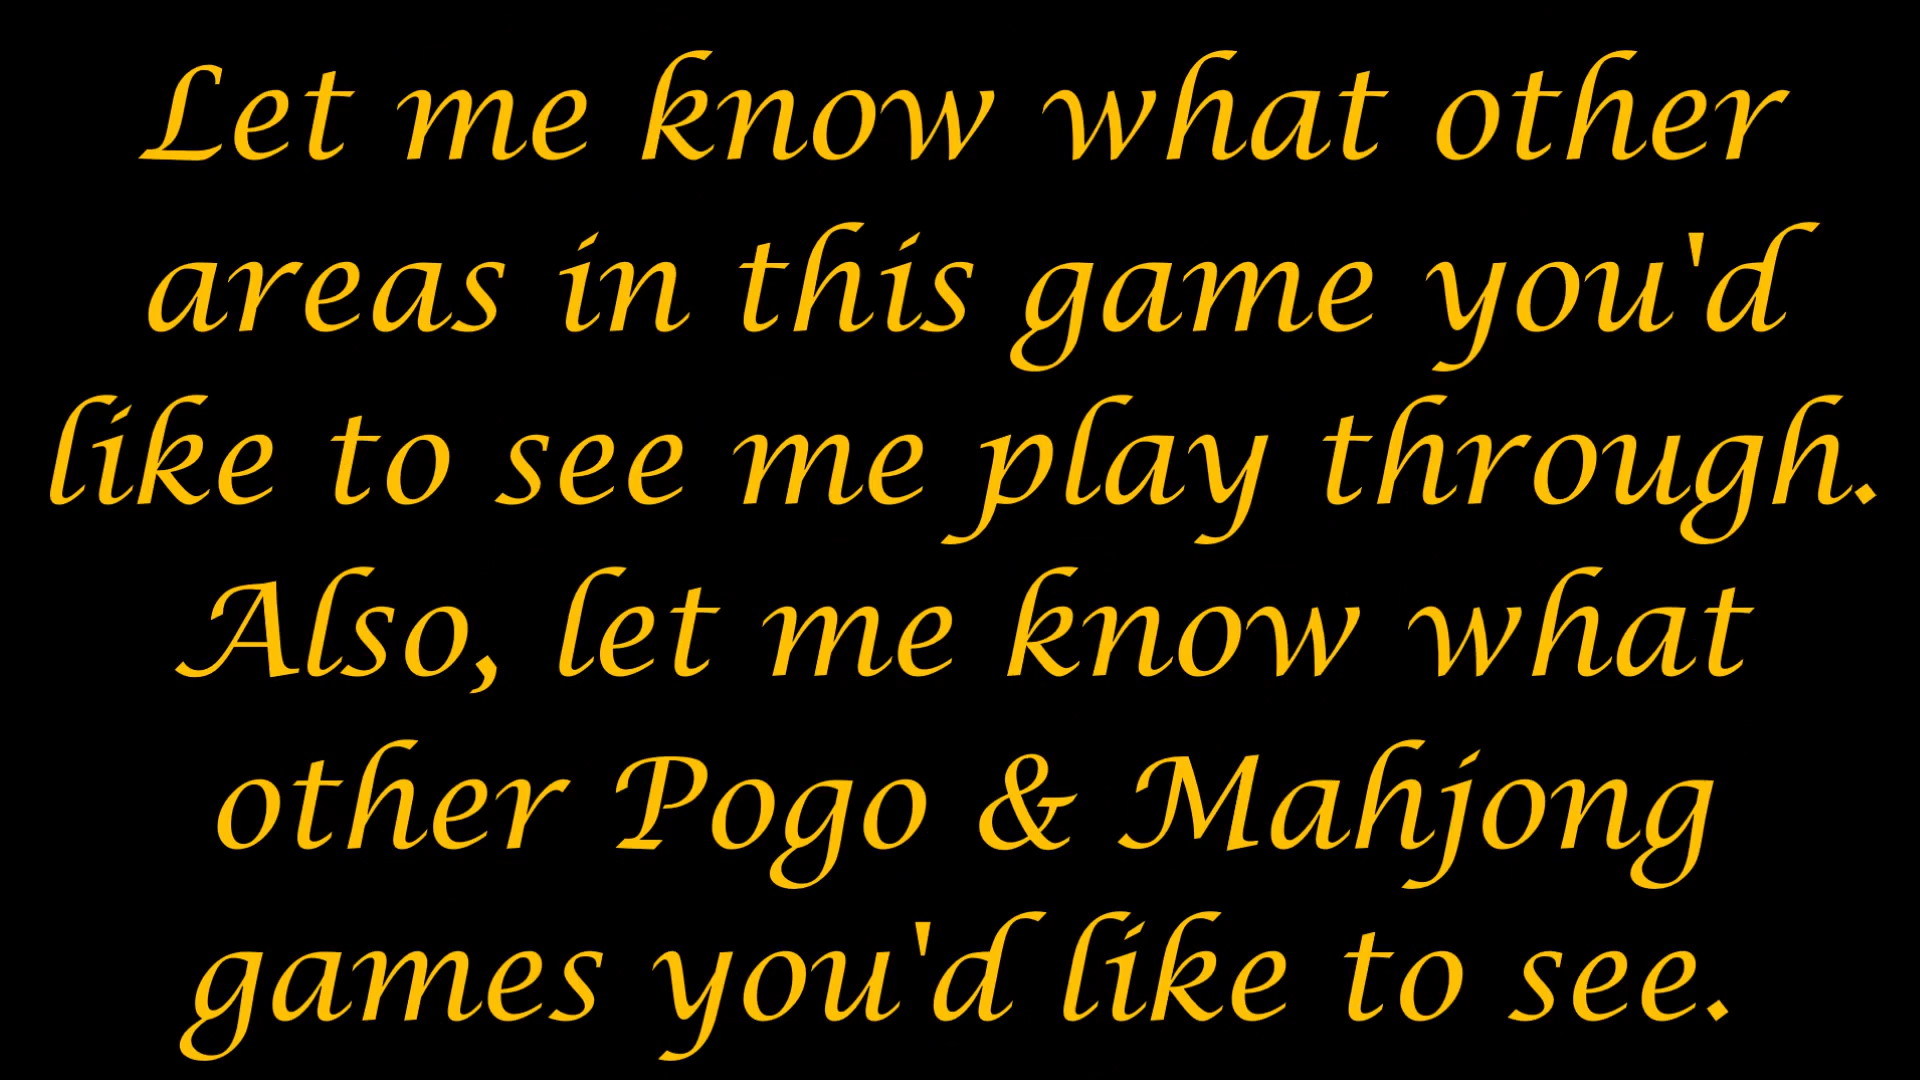 Let me know what other
areas in this game you'd
like to see me play through.
Also, let me know what
other Pogo & Mahjong
games you'd like to see.